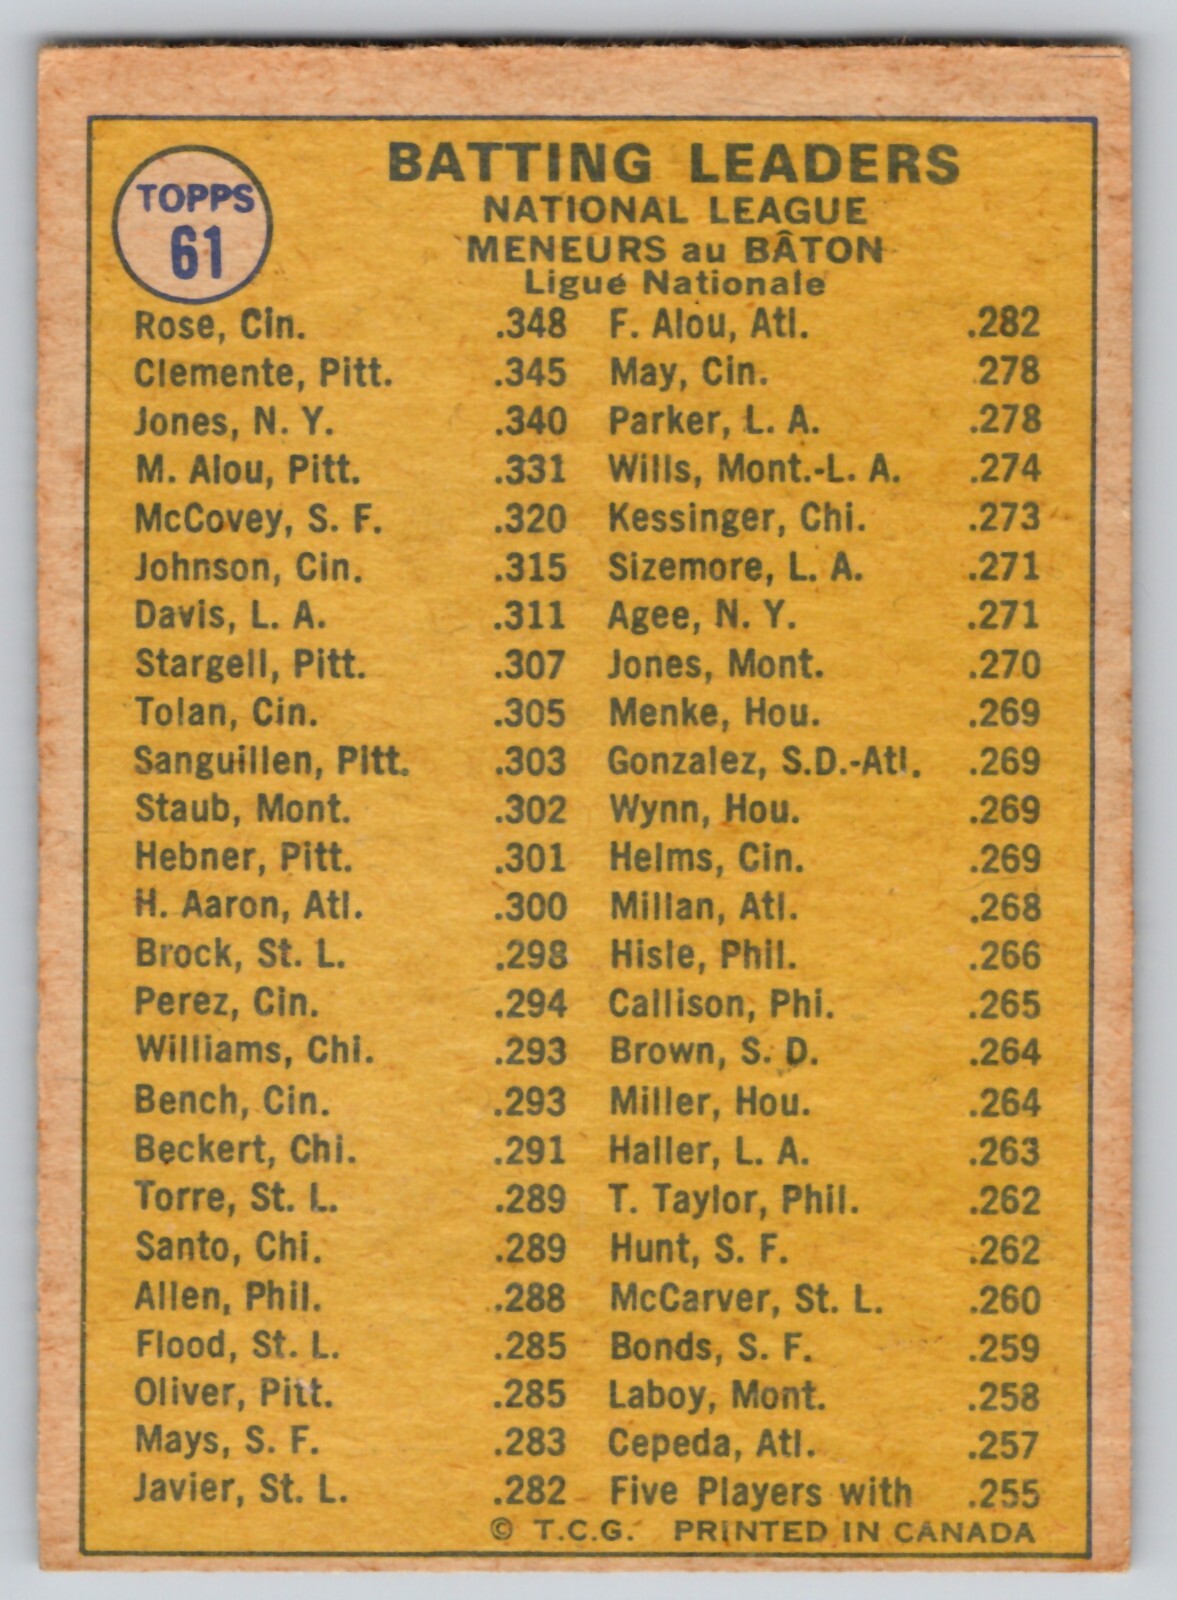 TOPPS
61
BATTING LEADERS
NATIONAL LEAGUE
MENEURS au BÂTON
Ligue Nationale
Rose, Cin. .348
Clemente, Pitt. .345
Jones, N. Y. .340
M. Alou, Pitt. .331
McCovey, S. F. .320
Johnson, Cin. .315
Davis, L. A. .311
Stargell, Pitt. .307
Tolan, Cin. .305
Sanguillen, Pitt. .303
Staub, Mont. .302
Hebner, Pitt. .301
H. Aaron, Atl. .300
Brock, St. L. .298
Perez, Cin. .294
Williams, Chi. .293
Bench, Cin. .293
Beckert, Chi. .291
Torre, St. L. .289
Santo, Chi. .289
Allen, Phil. .288
Flood, St. L. .285
Oliver, Pitt. .285
Mays, S. F. .283
Javier, St. L. .282
F. Alou, Atl. .282
May, Cin. .278
Parker, L. A. .278
Wills, Mont.-L. A. .274
Kessinger, Chi. .273
Sizemore, L. A. .271
Agee, N. Y. .271
Jones, Mont. .270
Menke, Hou. .269
Gonzalez, S.D.-Atl. .269
Wynn, Hou. .269
Helms, Cin. .269
Millan, Atl. .268
Hisle, Phil. .266
Callison, Phi. .265
Brown, S. D. .264
Miller, Hou. .264
Haller, L. A. .263
T. Taylor, Phil. .262
Hunt, S. F. .262
McCarver, St. L. .260
Bonds, S. F. .259
Laboy, Mont. .258
Cepeda, Atl. .257
Five Players with .255
© T.C.G. PRINTED IN CANADA